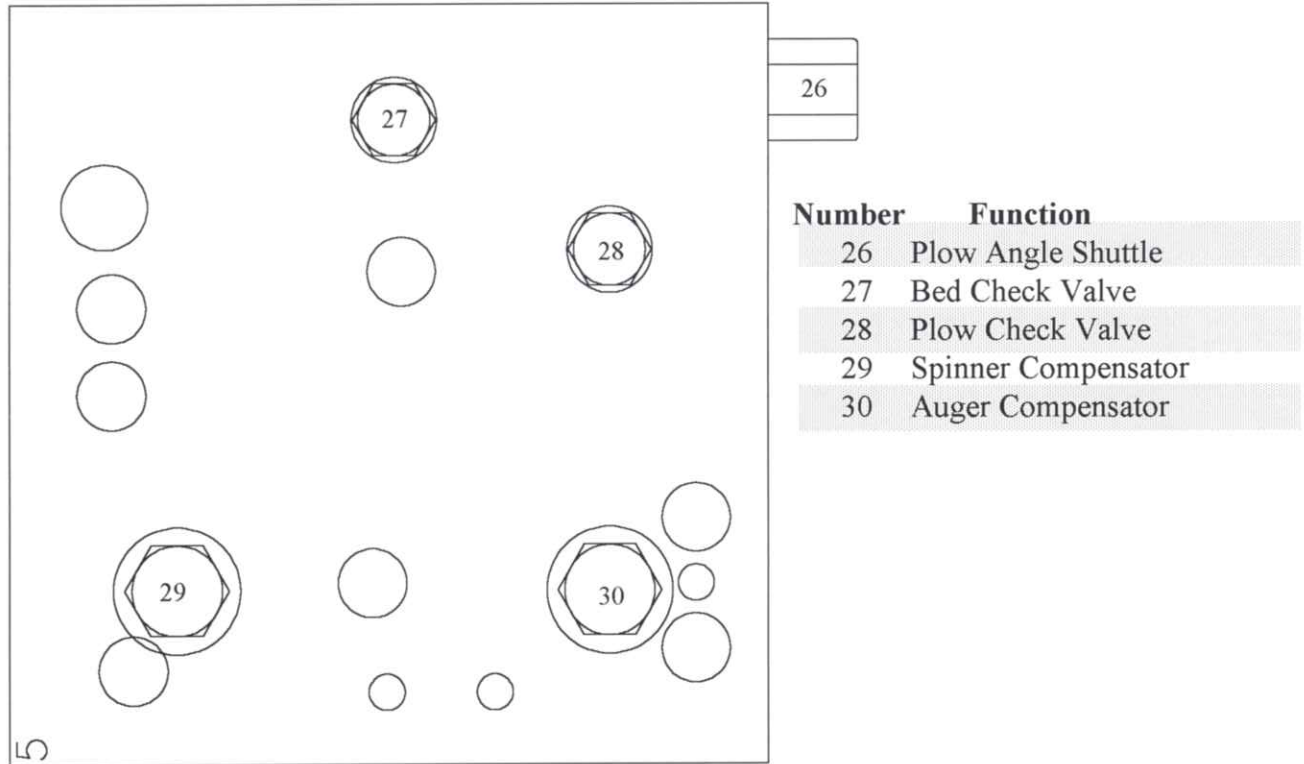 26
27
28
Number Function
26 Plow Angle Shuttle
27 Bed Check Valve
28 Plow Check Valve
29 Spinner Compensator
30 Auger Compensator
29
30
5